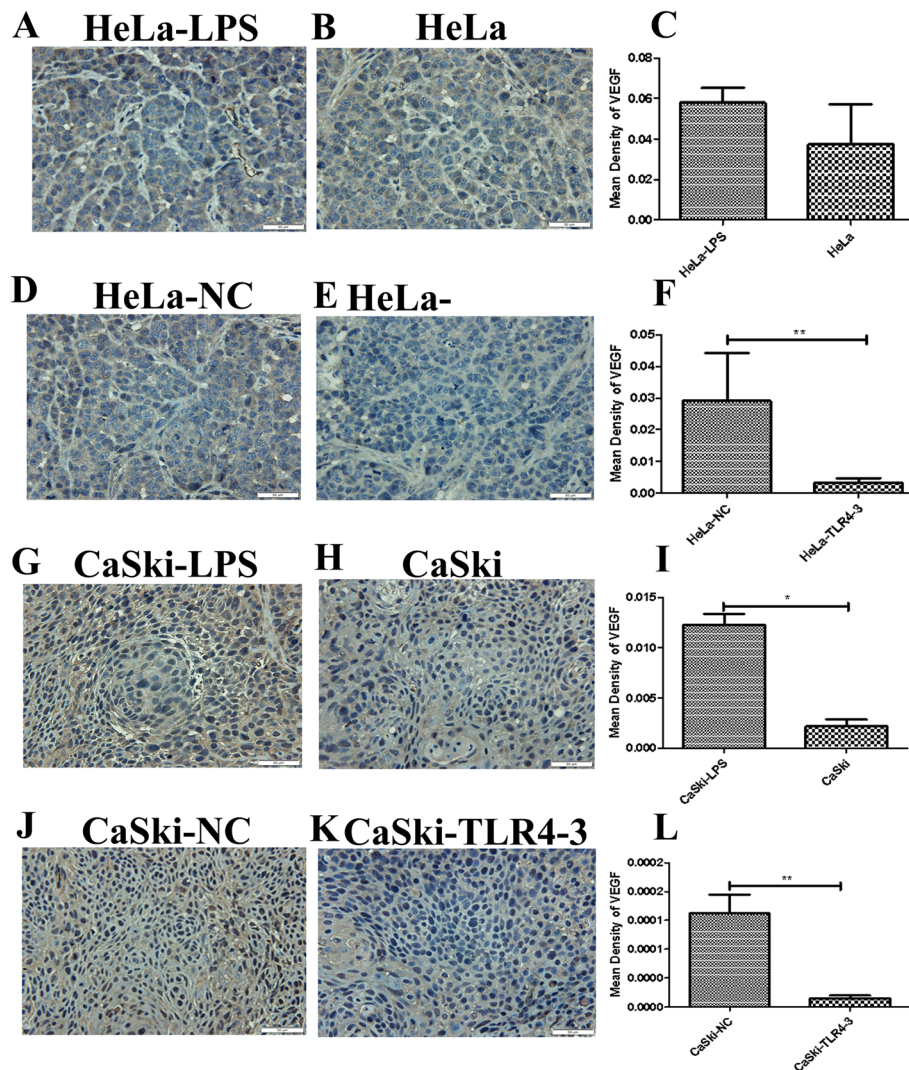 A HeLa-LPS
B HeLa
C
Mean Density of VEGF
0.08
0.06
0.04
0.02
0.00
HeLa-LPS
HeLa
D HeLa-NC
E HeLa-
F
Mean Density of VEGF
0.05
0.04
0.03
0.02
0.01
0.00
**
HeLa-NC
HeLa-TLR4-3
G CaSki-LPS
H CaSki
I
Mean Density of VEGF
0.015
0.010
0.005
0.000
*
CaSki-LPS
CaSki
J CaSki-NC
K CaSki-TLR4-3
L
Mean Density of VEGF
0.0002
0.0002
0.0001
0.0001
0.0000
0.0000
**
CaSki-NC
CaSki-TLR4-3